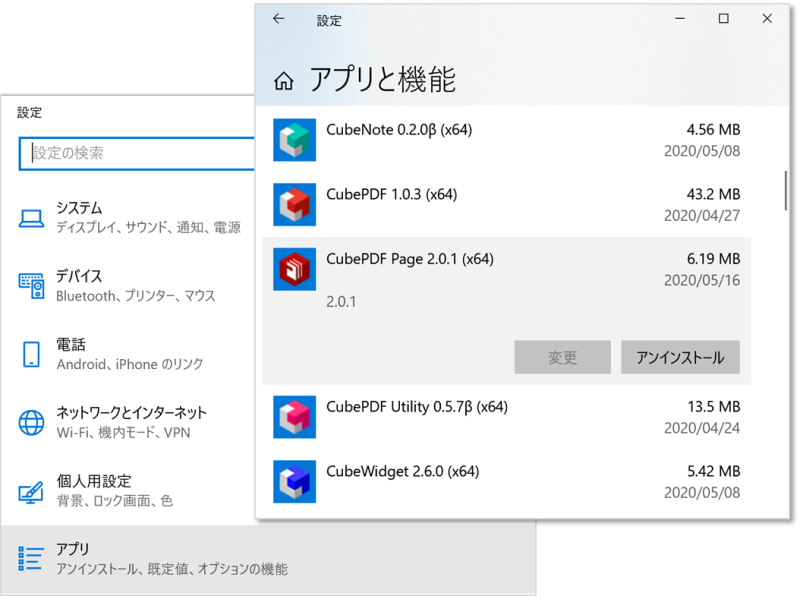 設定
設定の検索
システム
ディスプレイ、サウンド、通知、電源
デバイス
Bluetooth、プリンター、マウス
電話
Android、iPhone のリンク
ネットワークとインターネット
Wi-Fi、機内モード、VPN
個人用設定
背景、ロック画面、色
アプリ
アンインストール、既定値、オプションの機能
設定
アプリと機能
CubeNote 0.2.0β (x64) 4.56 MB
2020/05/08
CubePDF 1.0.3 (x64) 43.2 MB
2020/04/27
CubePDF Page 2.0.1 (x64) 6.19 MB
2020/05/16
2.0.1
変更 アンインストール
CubePDF Utility 0.5.7β (x64) 13.5 MB
2020/04/24
CubeWidget 2.6.0 (x64) 5.42 MB
2020/05/08